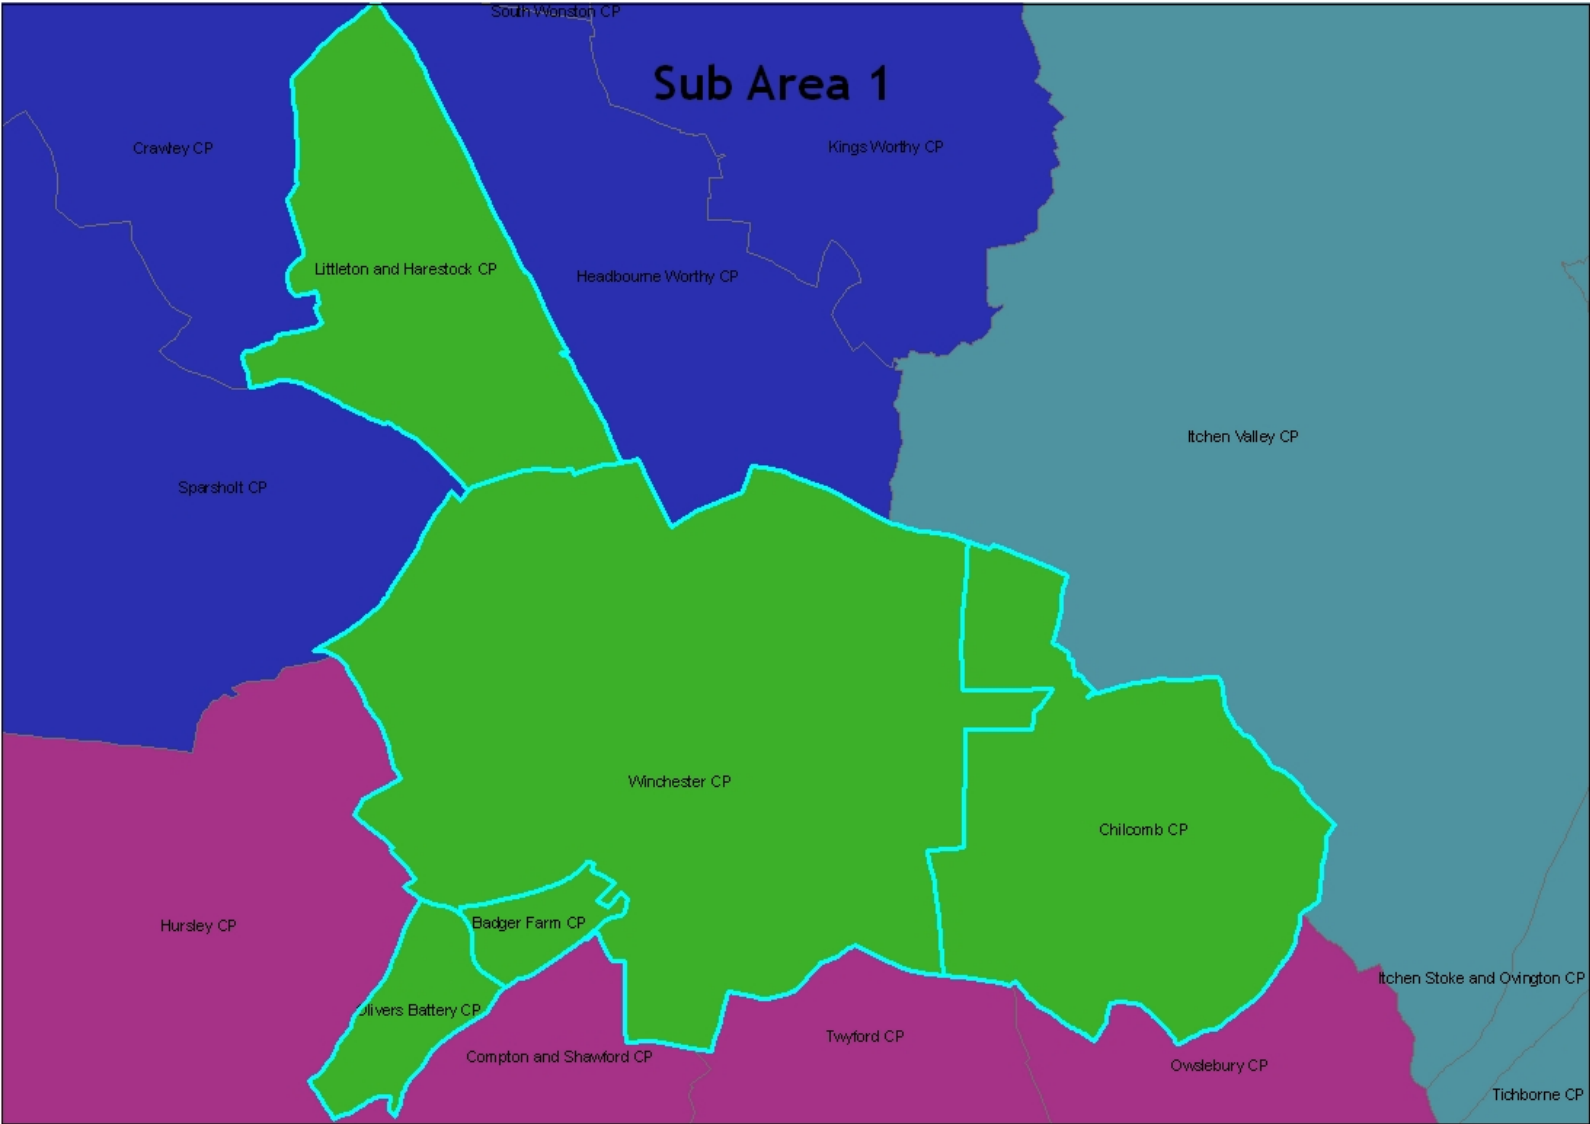 South Wonston CP
Sub Area 1
Crawley CP
Kings Worthy CP
Littleton and Harestock CP
Headbourne Worthy CP
Itchen Valley CP
Sparsholt CP
Winchester CP
Chilcomb CP
Hursley CP
Badger Farm CP
Itchen Stoke and Ovington CP
Olivers Battery CP
Twyford CP
Compton and Shawford CP
Owslebury CP
Tichborne CP